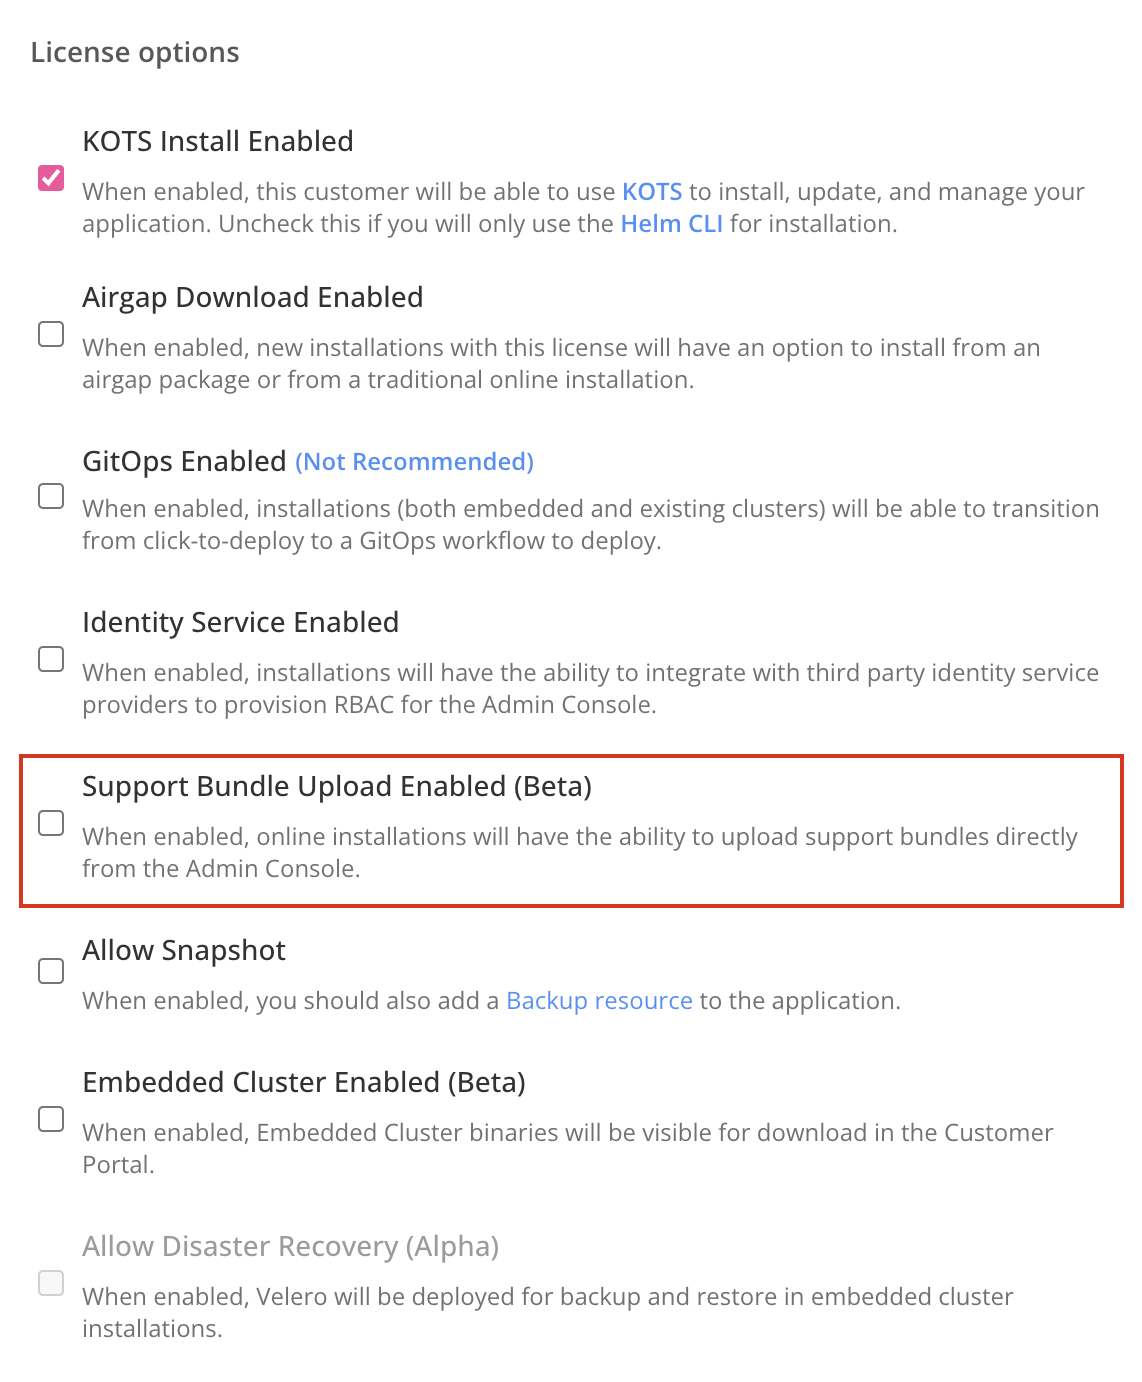 License options
KOTS Install Enabled
When enabled, this customer will be able to use KOTS to install, update, and manage your
application. Uncheck this if you will only use the Helm CLI for installation.
Airgap Download Enabled
When enabled, new installations with this license will have an option to install from an
airgap package or from a traditional online installation.
GitOps Enabled (Not Recommended)
When enabled, installations (both embedded and existing clusters) will be able to transition
from click-to-deploy to a GitOps workflow to deploy.
Identity Service Enabled
When enabled, installations will have the ability to integrate with third party identity service
providers to provision RBAC for the Admin Console.
Support Bundle Upload Enabled (Beta)
When enabled, online installations will have the ability to upload support bundles directly
from the Admin Console.
Allow Snapshot
When enabled, you should also add a Backup resource to the application.
Embedded Cluster Enabled (Beta)
When enabled, Embedded Cluster binaries will be visible for download in the Customer
Portal.
Allow Disaster Recovery (Alpha)
When enabled, Velero will be deployed for backup and restore in embedded cluster
installations.